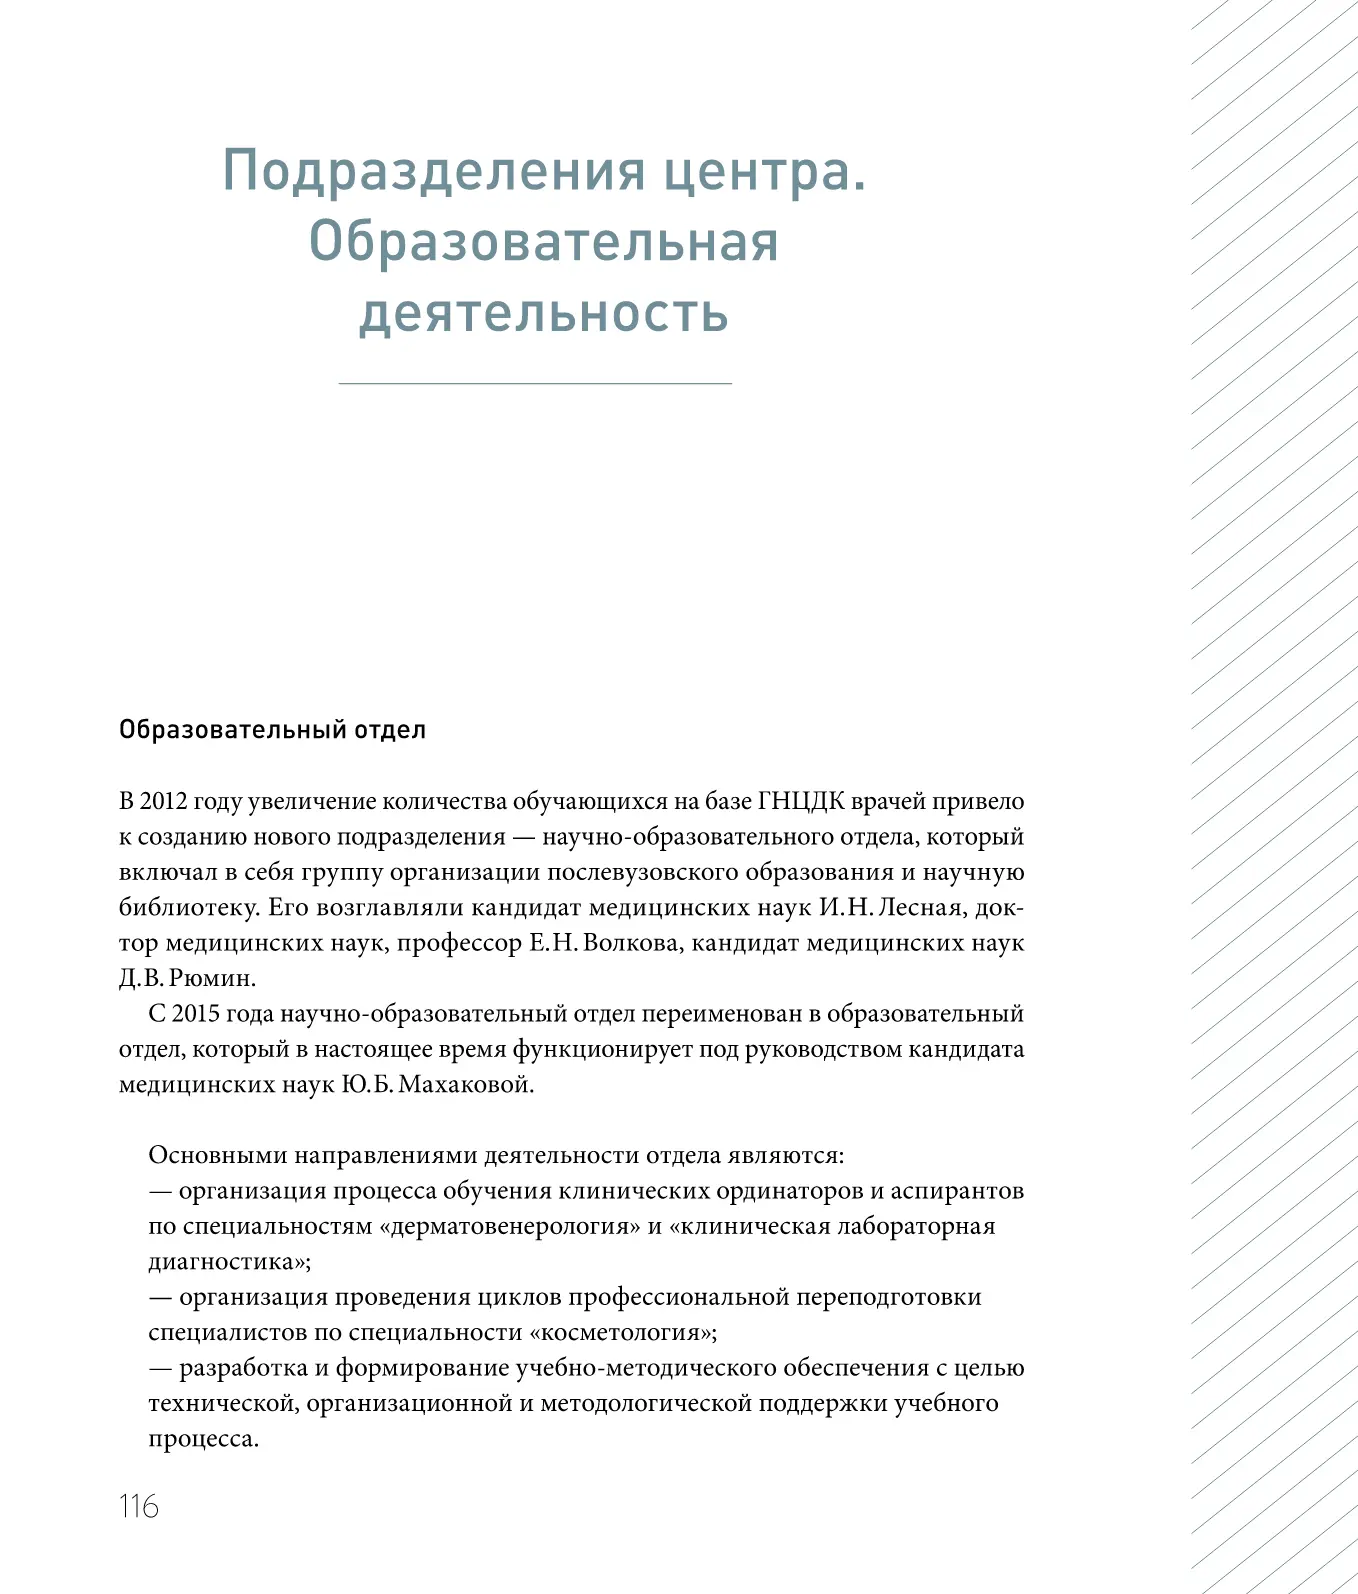 Подразделения центра.
Образовательная
деятельность
Образовательный отдел
В 2012 году увеличение количества обучающихся на базе ГНЦДК врачей привело
к созданию нового подразделения — научно-образовательного отдела, который
включал в себя группу организации послевузовского образования и научную
библиотеку. Его возглавляли кандидат медицинских наук И. Н. Лесная, док-
тор медицинских наук, профессор Е. Н. Волкова, кандидат медицинских наук
Д. В. Рюмин.
С 2015 года научно-образовательный отдел переименован в образовательный
отдел, который в настоящее время функционирует под руководством кандидата
медицинских наук Ю. Б. Махаковой.
Основными направлениями деятельности отдела являются:
— организация процесса обучения клинических ординаторов и аспирантов
по специальностям «дерматовенерология» и «клиническая лабораторная
диагностика»;
— организация проведения циклов профессиональной переподготовки
специалистов по специальности «косметология»;
— разработка и формирование учебно-методического обеспечения с целью
технической, организационной и методологической поддержки учебного
процесса.
116